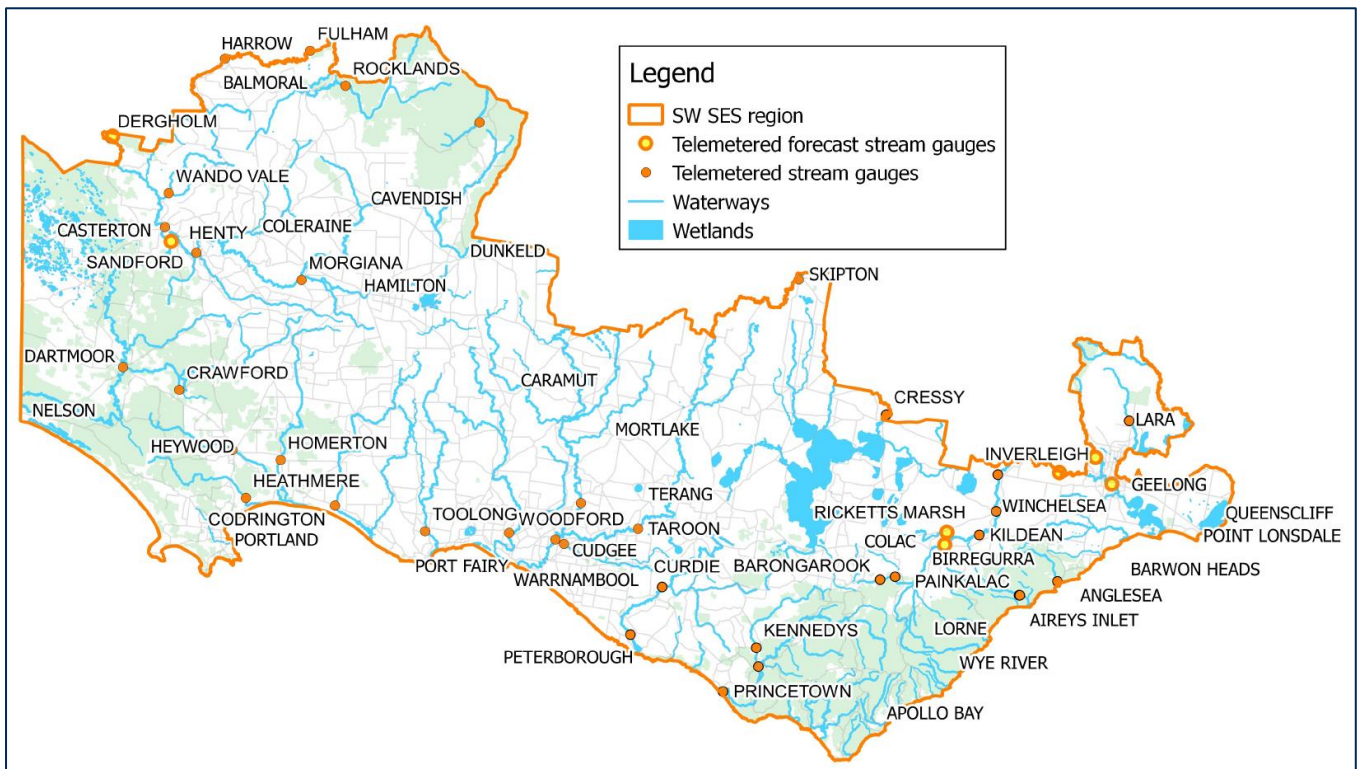 HARROW
FULHAM
BALMORAL
ROCKLANDS
DERGHOLM
WANDO VALE
CASTERTON
HENTY
COLERAINE
CAVENDISH
SANDFORD
MORGIANA
HAMILTON
DUNKELD
Legend
SW SES region
Telemetered forecast stream gauges
Telemetered stream gauges
Waterways
Wetlands
SKIPTON
DARTMOOR
CRAWFORD
CARAMUT
CRESSY
NELSON
MORTLAKE
LARA
HEYWOOD
HOMERTON
INVERLEIGH
HEATHMERE
TERANG
GEELONG
CODRINGTON
PORTLAND
TOOLONG
WOODFORD
TAROON
RICKETTS MARSH
WINCHELSEA
QUEENSCLIFF
POINT LONSDALE
PORT FAIRY
CUDGEE
COLAC
KILDEAN
WARRNAMBOOL
CURDIE
BARONGAROOK
BIRREGURRA
BARWON HEADS
PAINKALAC
ANGLESEA
AIREYS INLET
PETERBOROUGH
KENNEDYS
LORNE
WYE RIVER
PRINCETOWN
APOLLO BAY